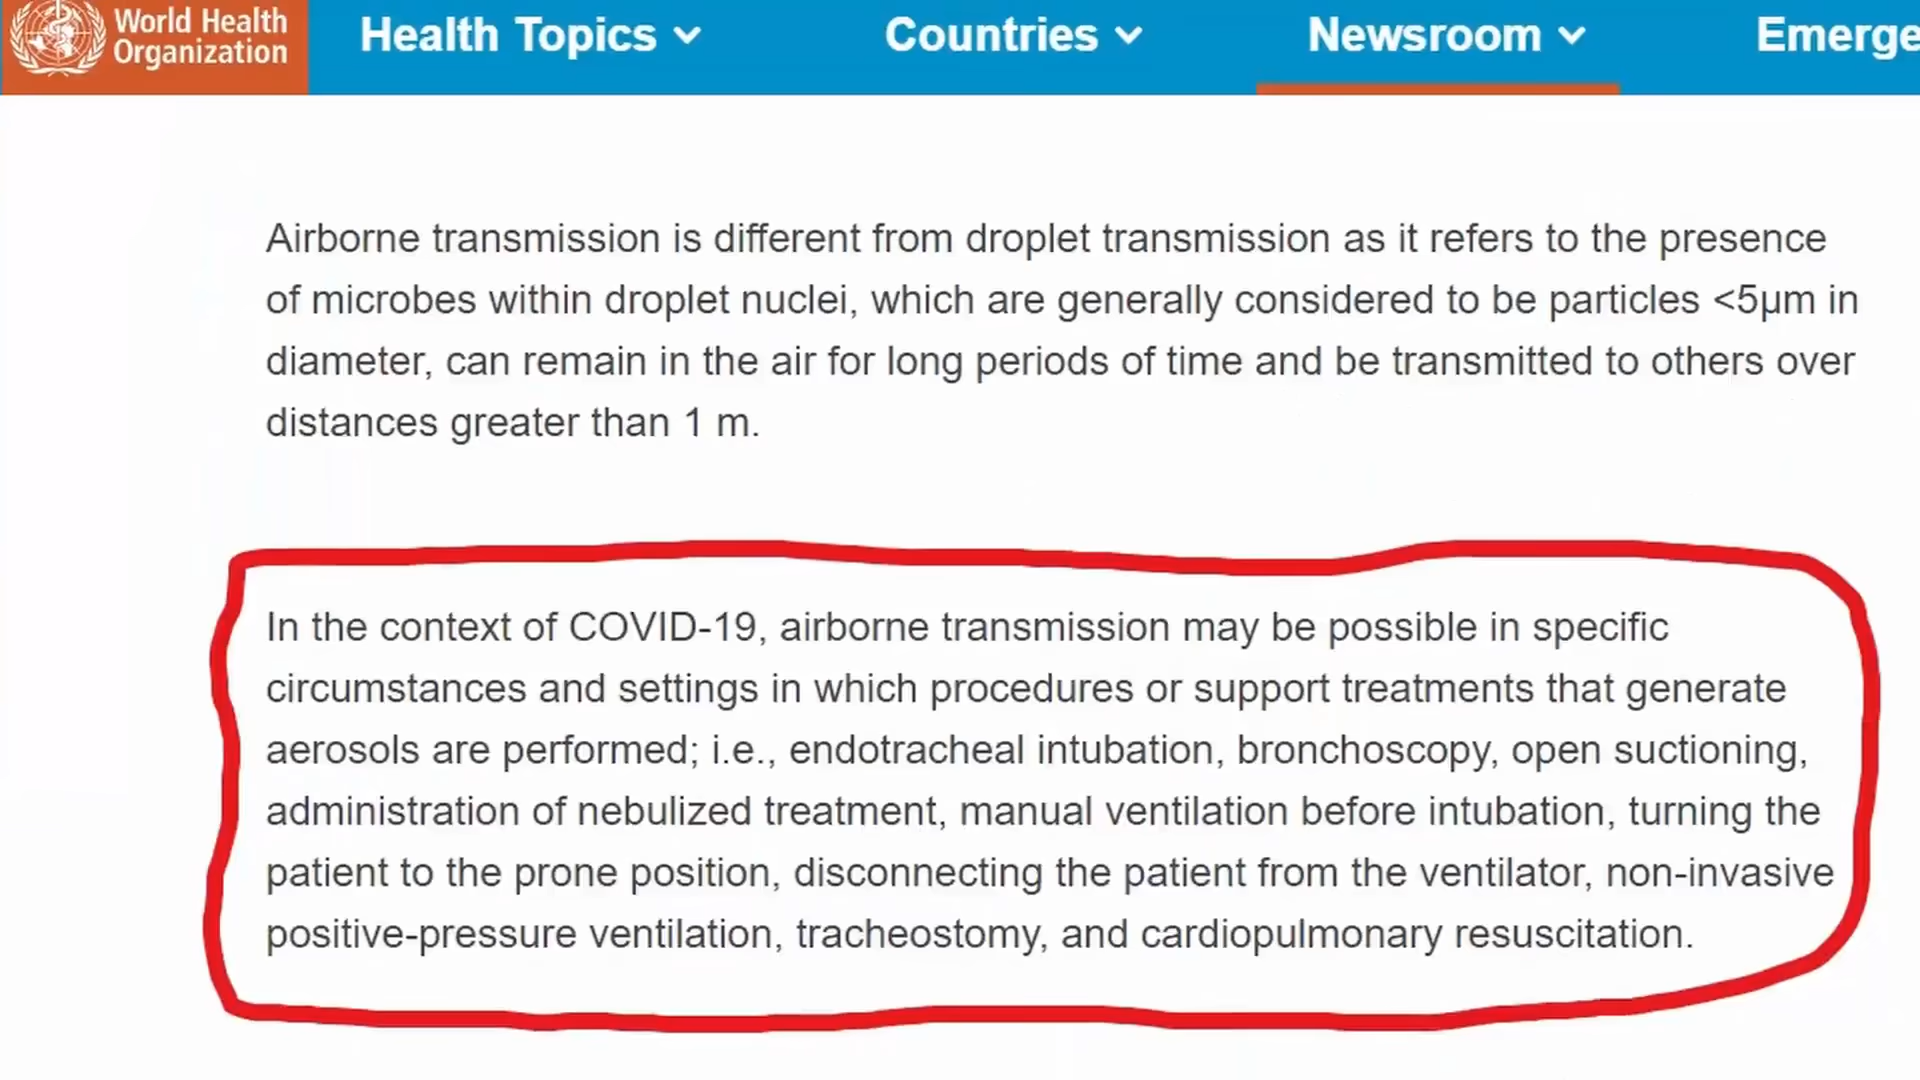 World Health
Organization
Health Topics
Countries
Newsroom
Emerge
Airborne transmission is different from droplet transmission as it refers to the presence
of microbes within droplet nuclei, which are generally considered to be particles <5μm in
diameter, can remain in the air for long periods of time and be transmitted to others over
distances greater than 1 m.
In the context of COVID-19, airborne transmission may be possible in specific
circumstances and settings in which procedures or support treatments that generate
aerosols are performed; i.e., endotracheal intubation, bronchoscopy, open suctioning,
administration of nebulized treatment, manual ventilation before intubation, turning the
patient to the prone position, disconnecting the patient from the ventilator, non-invasive
positive-pressure ventilation, tracheostomy, and cardiopulmonary resuscitation.